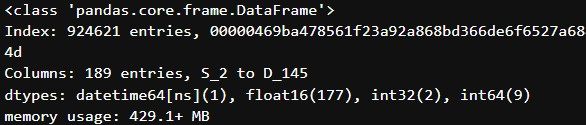 <class 'pandas.core.frame.DataFrame'>
Index: 924621 entries, 00000469ba478561f23a92a868bd366de6f6527a68
4d
Columns: 189 entries, S_2 to D_145
dtypes: datetime64[ns](1), float16(177), int32(2), int64(9)
memory usage: 429.1+ MB